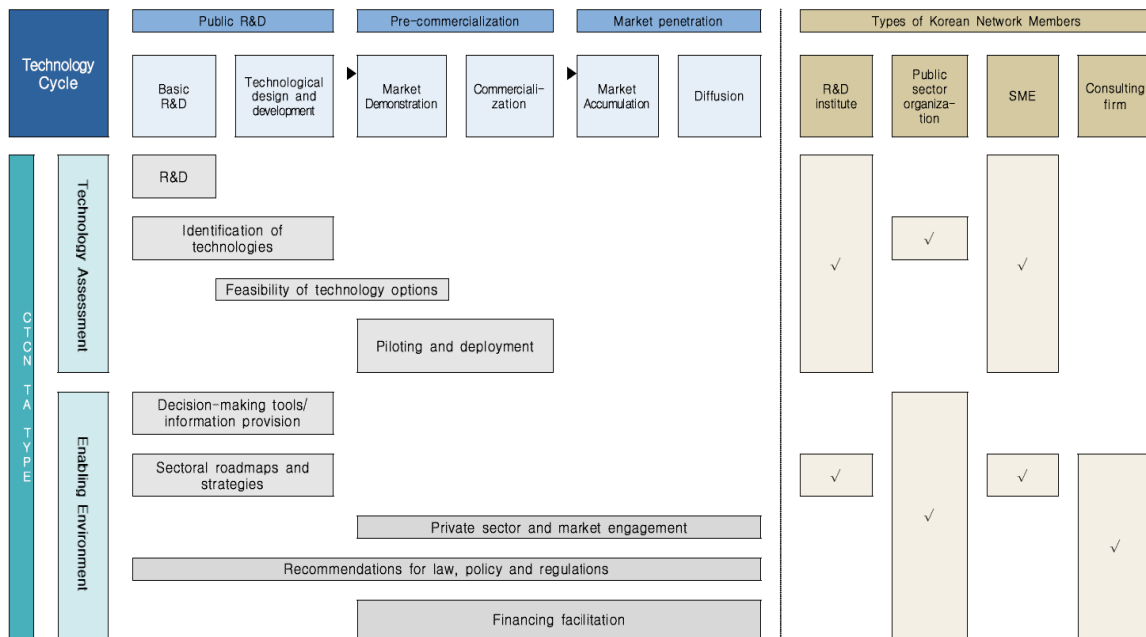 Technology
Cycle
Public R&D
Pre-commercialization
Market penetration
Types of Korean Network Members
Basic
R&D
Technological
design and
development
Market
Demonstration
Commerciali-
zation
Market
Accumulation
Diffusion
R&D
institute
Public
sector
organiza-
tion
SME
Consulting
firm
CTCN TA TYPE
Technology Assessment
R&D
Identification of
technologies
√
√
√
Feasibility of technology options
Piloting and deployment
Enabling Environment
Decision-making tools/
information provision
Sectoral roadmaps and
strategies
√
√
Private sector and market engagement
√
√
Recommendations for law, policy and regulations
Financing facilitation